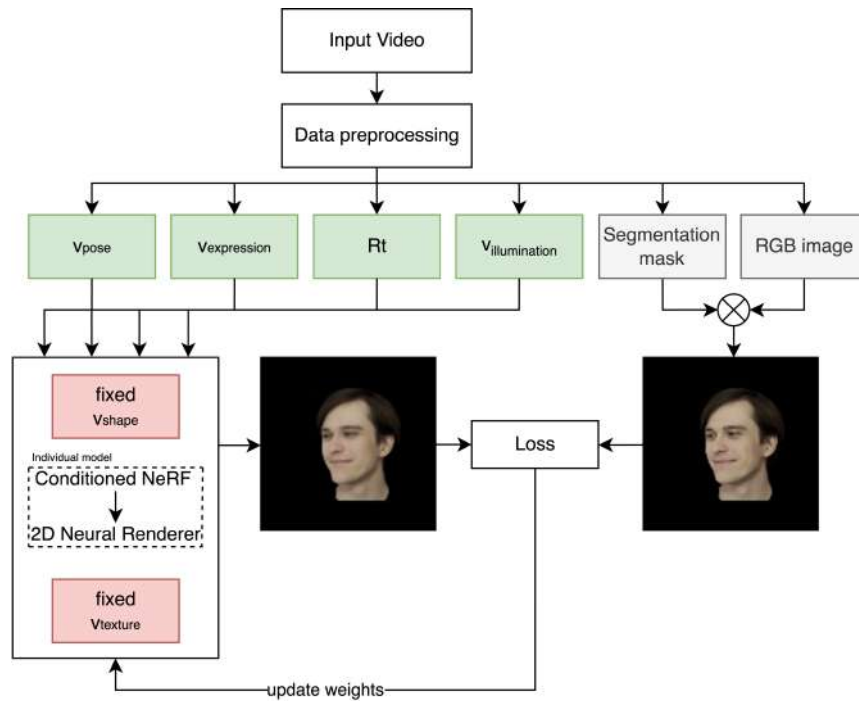 Input Video
Data preprocessing
Vpose
Vexpression
Rt
Villumination
Segmentation
mask
RGB image
fixed
Vshape
Individual model
Conditioned NeRF
2D Neural Renderer
fixed
Vtexture
Loss
update weights